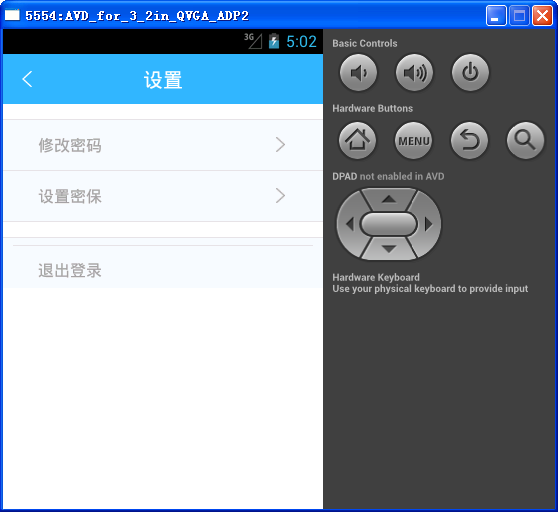 5554:AVD_for_3_2in_QVGA_ADP2
3G 5:02
设置
修改密码
设置密保
退出登录
Basic Controls
Hardware Buttons
MENU
DPAD not enabled in AVD
Hardware Keyboard
Use your physical keyboard to provide input